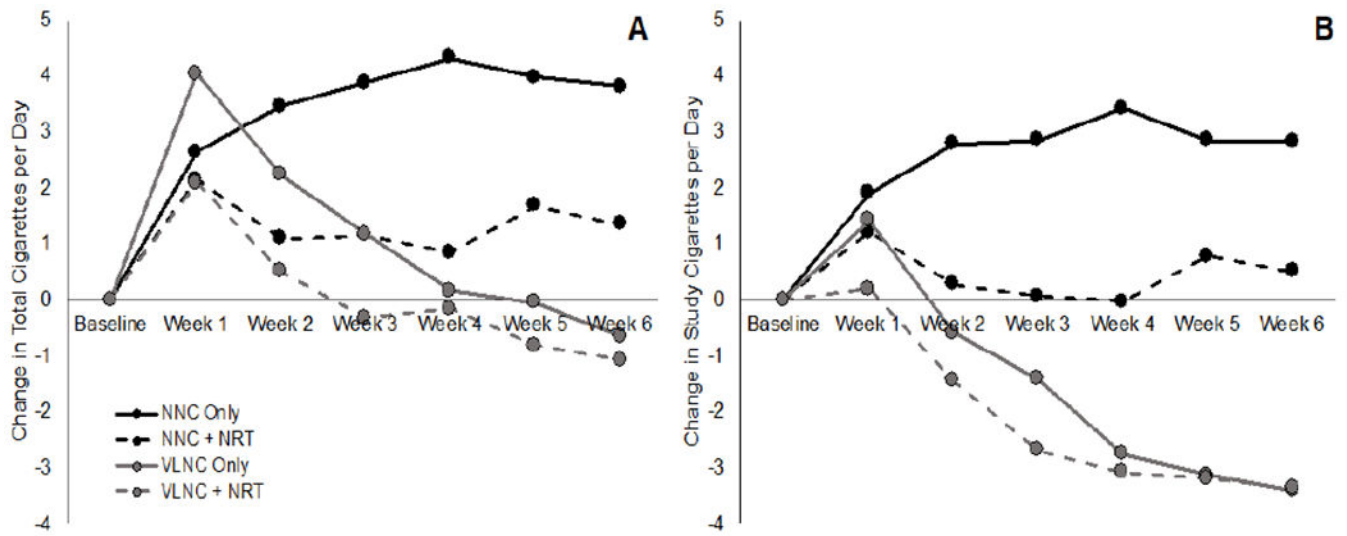 A
Change in Total Cigarettes per Day
5
4
3
2
1
0
-1
-2
-3
-4
Baseline Week 1 Week 2 Week 3 Week 4 Week 5 Week 6
NNC Only
NNC + NRT
VLNC Only
VLNC + NRT
B
Change in Study Cigarettes per Day
5
4
3
2
1
0
-1
-2
-3
-4
Baseline Week 1 Week 2 Week 3 Week 4 Week 5 Week 6